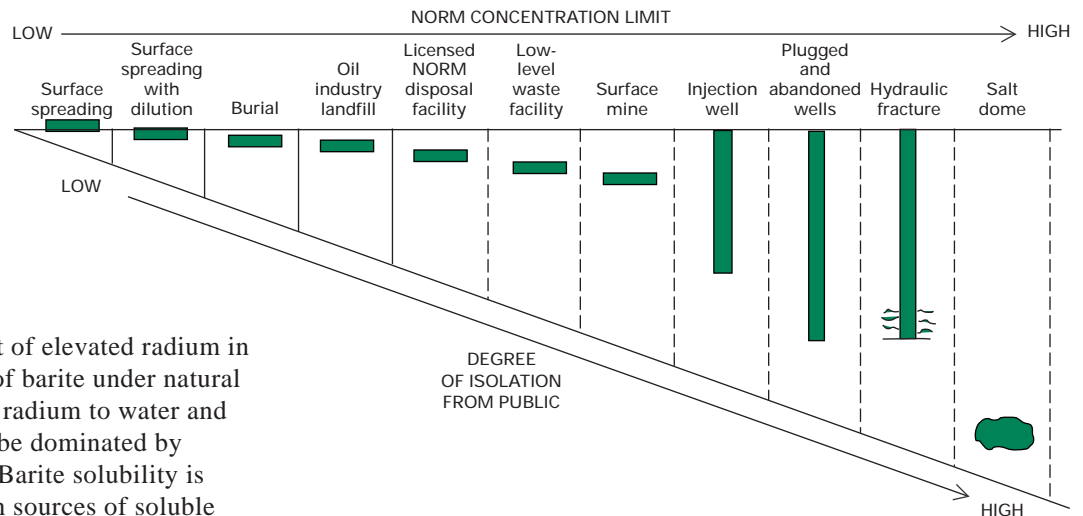 NORM CONCENTRATION LIMIT
LOW
HIGH
Surface
spreading
Surface
spreading
with
dilution
Burial
Oil
industry
landfill
Licensed
NORM
disposal
facility
Low-
level
waste
facility
Surface
mine
Injection
well
Plugged
and
abandoned
wells
Hydraulic
fracture
Salt
dome
LOW
DEGREE
OF ISOLATION
FROM PUBLIC
HIGH
t of elevated radium in
of barite under natural
radium to water and
be dominated by
Barite solubility is
n sources of soluble